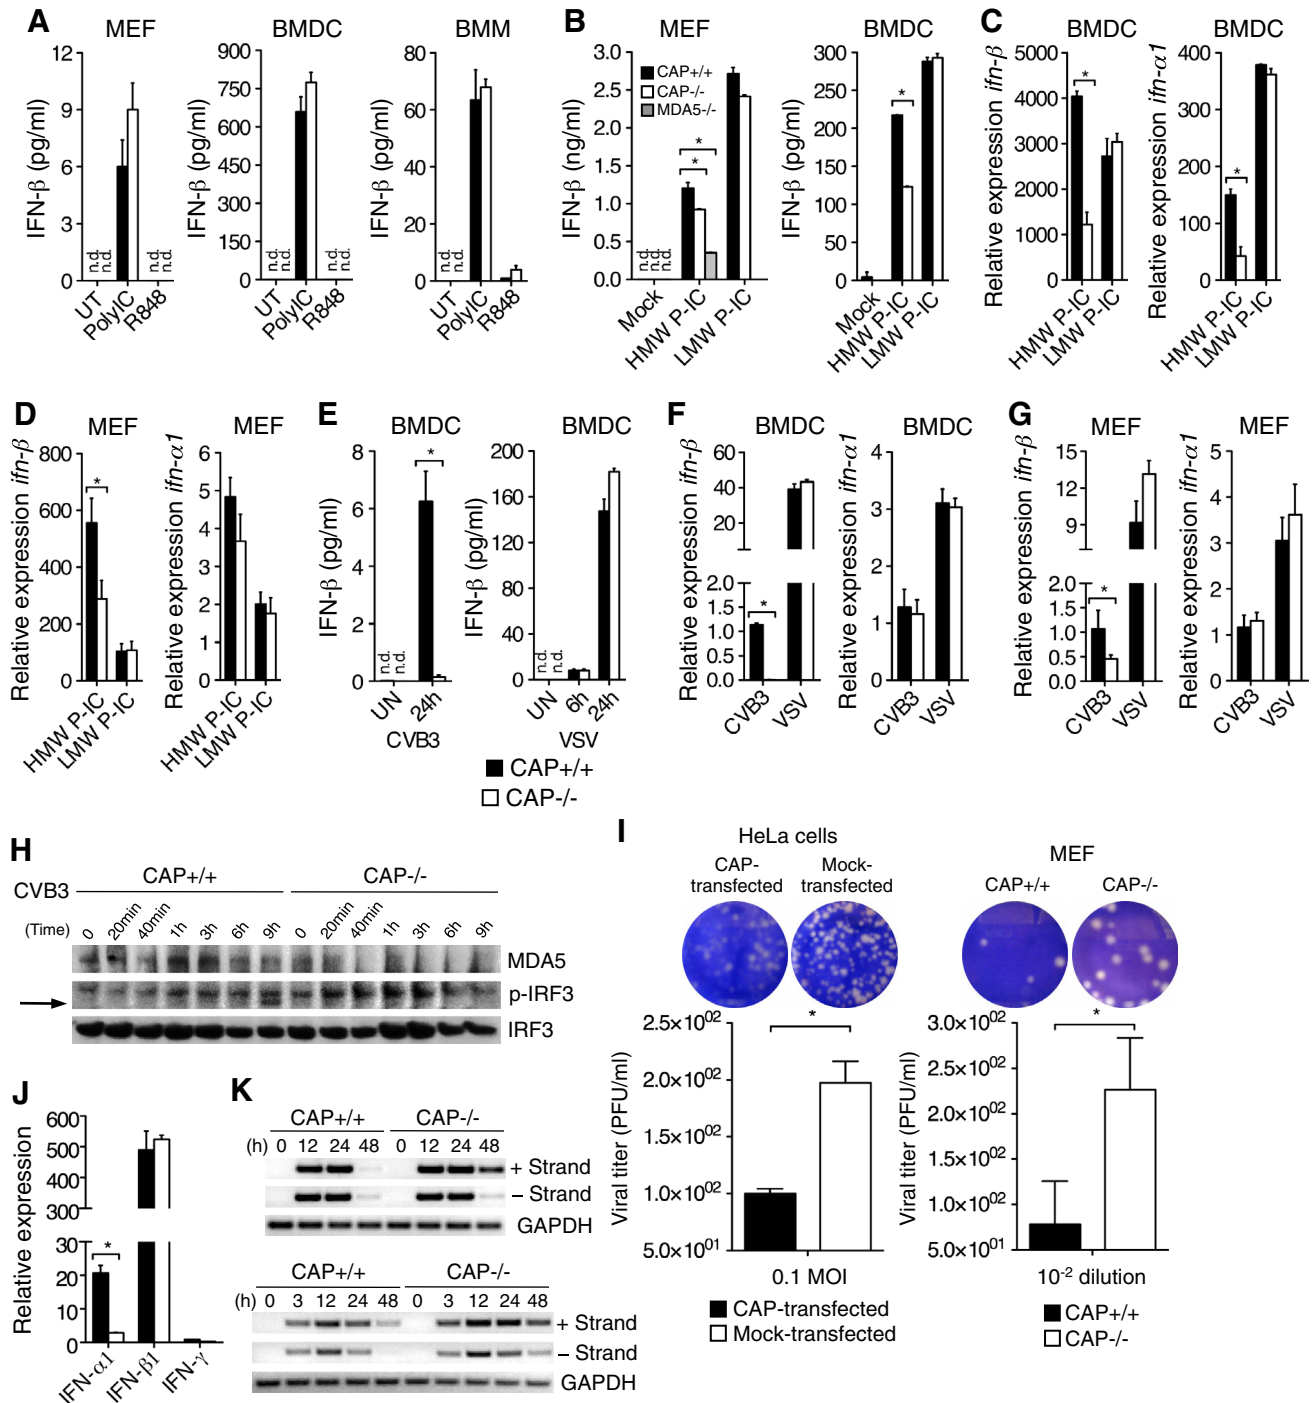 A
MEF
BMDC
BMM
IFN-β (pg/ml)
12
9
6
3
0
n.d.
n.d.
n.d.
n.d.
UT
PolyIC
R848
IFN-β (pg/ml)
900
750
600
450
300
150
0
n.d.
n.d.
n.d.
n.d.
UT
PolyIC
R848
IFN-β (pg/ml)
80
60
40
20
0
n.d.
n.d.
UT
PolyIC
R848
B
MEF
BMDC
IFN-β (ng/ml)
3.0
2.5
2.0
1.5
1.0
0.5
0.0
CAP+/+
CAP-/-
MDA5-/-
*
*
n.d.
n.d.
n.d.
Mock
HMW P-IC
LMW P-IC
IFN-β (pg/ml)
300
250
200
150
100
50
0
*
Mock
HMW P-IC
LMW P-IC
C
BMDC
BMDC
Relative expression ifn-β
5000
4000
3000
2000
1000
0
*
HMW P-IC
LMW P-IC
Relative expression ifn-α1
400
300
200
100
0
*
HMW P-IC
LMW P-IC
D
MEF
MEF
Relative expression ifn-β
800
600
400
200
0
*
HMW P-IC
LMW P-IC
Relative expression ifn-α1
6
5
4
3
2
1
0
HMW P-IC
LMW P-IC
E
BMDC
BMDC
IFN-β (pg/ml)
8
6
4
2
0
*
n.d.
n.d.
UN
24h
CVB3
IFN-β (pg/ml)
200
160
120
80
40
0
n.d.
n.d.
UN
6h
24h
VSV
CAP+/+
CAP-/-
F
BMDC
BMDC
Relative expression ifn-β
60
40
20
2.0
1.5
1.0
0.5
0.0
*
CVB3
VSV
Relative expression ifn-α1
4
3
2
1
0
CVB3
VSV
G
MEF
MEF
Relative expression ifn-β
15
12
9
2.0
1.5
1.0
0.5
0.0
*
CVB3
VSV
Relative expression ifn-α1
5
4
3
2
1
0
CVB3
VSV
H
CVB3
CAP+/+
CAP-/-
(Time)
0 20min 40min 1h 3h 6h 9h 0 20min 40min 1h 3h 6h 9h
MDA5
p-IRF3
IRF3
I
HeLa cells
CAP-
transfected
Mock-
transfected
MEF
CAP+/+
CAP-/-
Viral titer (PFU/ml)
2.5×10⁰²
2.0×10⁰²
1.5×10⁰²
1.0×10⁰²
5.0×10⁰¹
*
0.1 MOI
CAP-transfected
Mock-transfected
Viral titer (PFU/ml)
3.0×10⁰²
2.5×10⁰²
2.0×10⁰²
1.5×10⁰²
1.0×10⁰²
5.0×10⁰¹
*
10⁻² dilution
CAP+/+
CAP-/-
J
Relative expression
600
500
400
300
30
20
10
0
*
IFN-α1
IFN-β1
IFN-γ
K
CAP+/+
CAP-/-
(h) 0 12 24 48 0 12 24 48
+ Strand
− Strand
GAPDH
CAP+/+
CAP-/-
(h) 0 3 12 24 48 0 3 12 24 48
+ Strand
− Strand
GAPDH